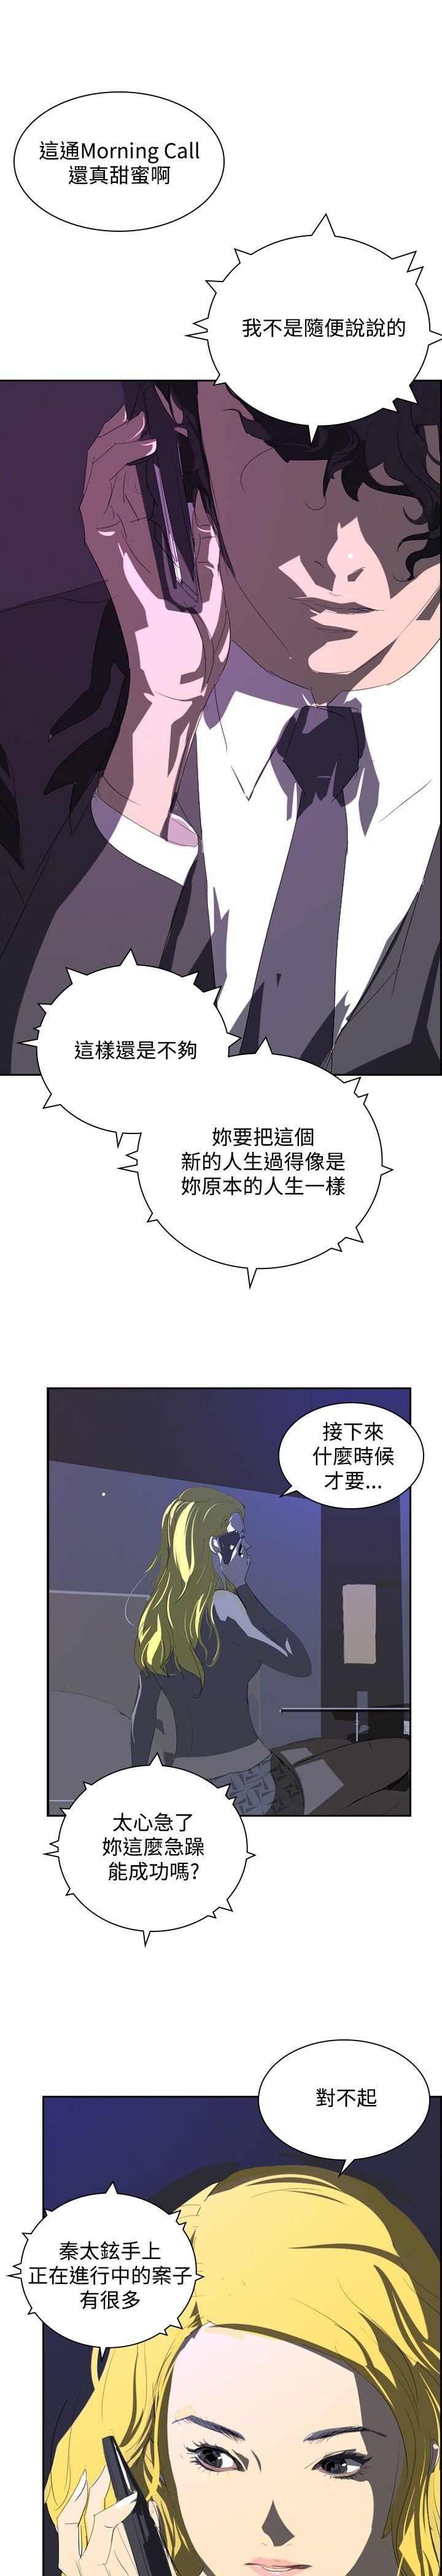 這通Morning Call
還真甜蜜啊
我不是隨便說說的
這樣還是不夠
妳要把這個
新的人生過得像是
妳原本的人生一樣
接下來
什麼時候
才要...
太心急了
妳這麼急躁
能成功嗎?
對不起
秦太鉉手上
正在進行中的案子
有很多